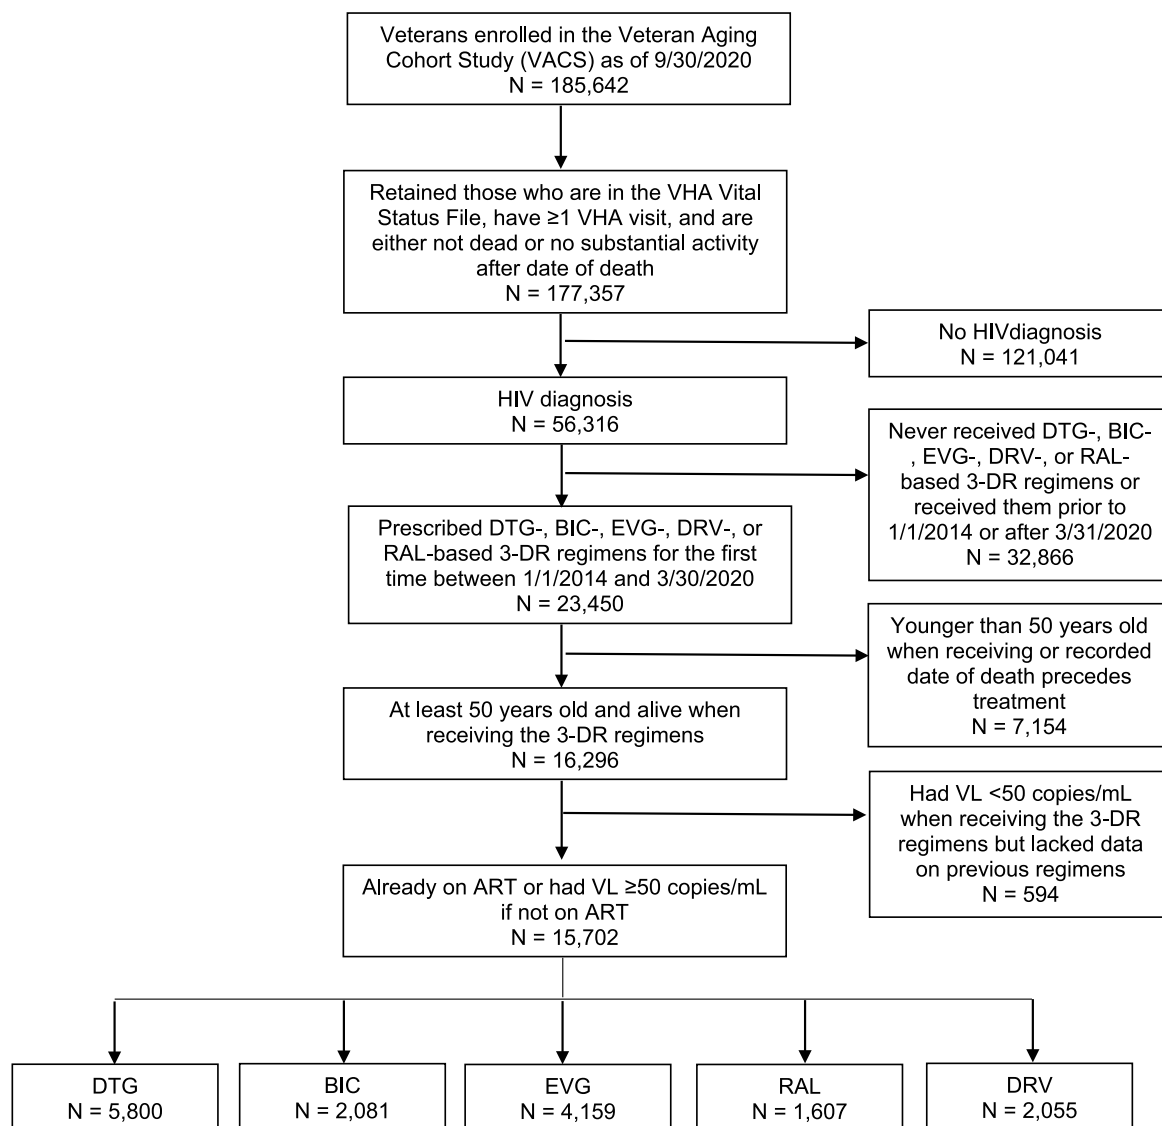 Veterans enrolled in the Veteran Aging
Cohort Study (VACS) as of 9/30/2020
N = 185,642
Retained those who are in the VHA Vital
Status File, have ≥1 VHA visit, and are
either not dead or no substantial activity
after date of death
N = 177,357
No HIVdiagnosis
N = 121,041
HIV diagnosis
N = 56,316
Never received DTG-, BIC-
, EVG-, DRV-, or RAL-
based 3-DR regimens or
received them prior to
1/1/2014 or after 3/31/2020
N = 32,866
Prescribed DTG-, BIC-, EVG-, DRV-, or
RAL-based 3-DR regimens for the first
time between 1/1/2014 and 3/30/2020
N = 23,450
Younger than 50 years old
when receiving or recorded
date of death precedes
treatment
N = 7,154
At least 50 years old and alive when
receiving the 3-DR regimens
N = 16,296
Had VL <50 copies/mL
when receiving the 3-DR
regimens but lacked data
on previous regimens
N = 594
Already on ART or had VL ≥50 copies/mL
if not on ART
N = 15,702
DTG
N = 5,800
BIC
N = 2,081
EVG
N = 4,159
RAL
N = 1,607
DRV
N = 2,055